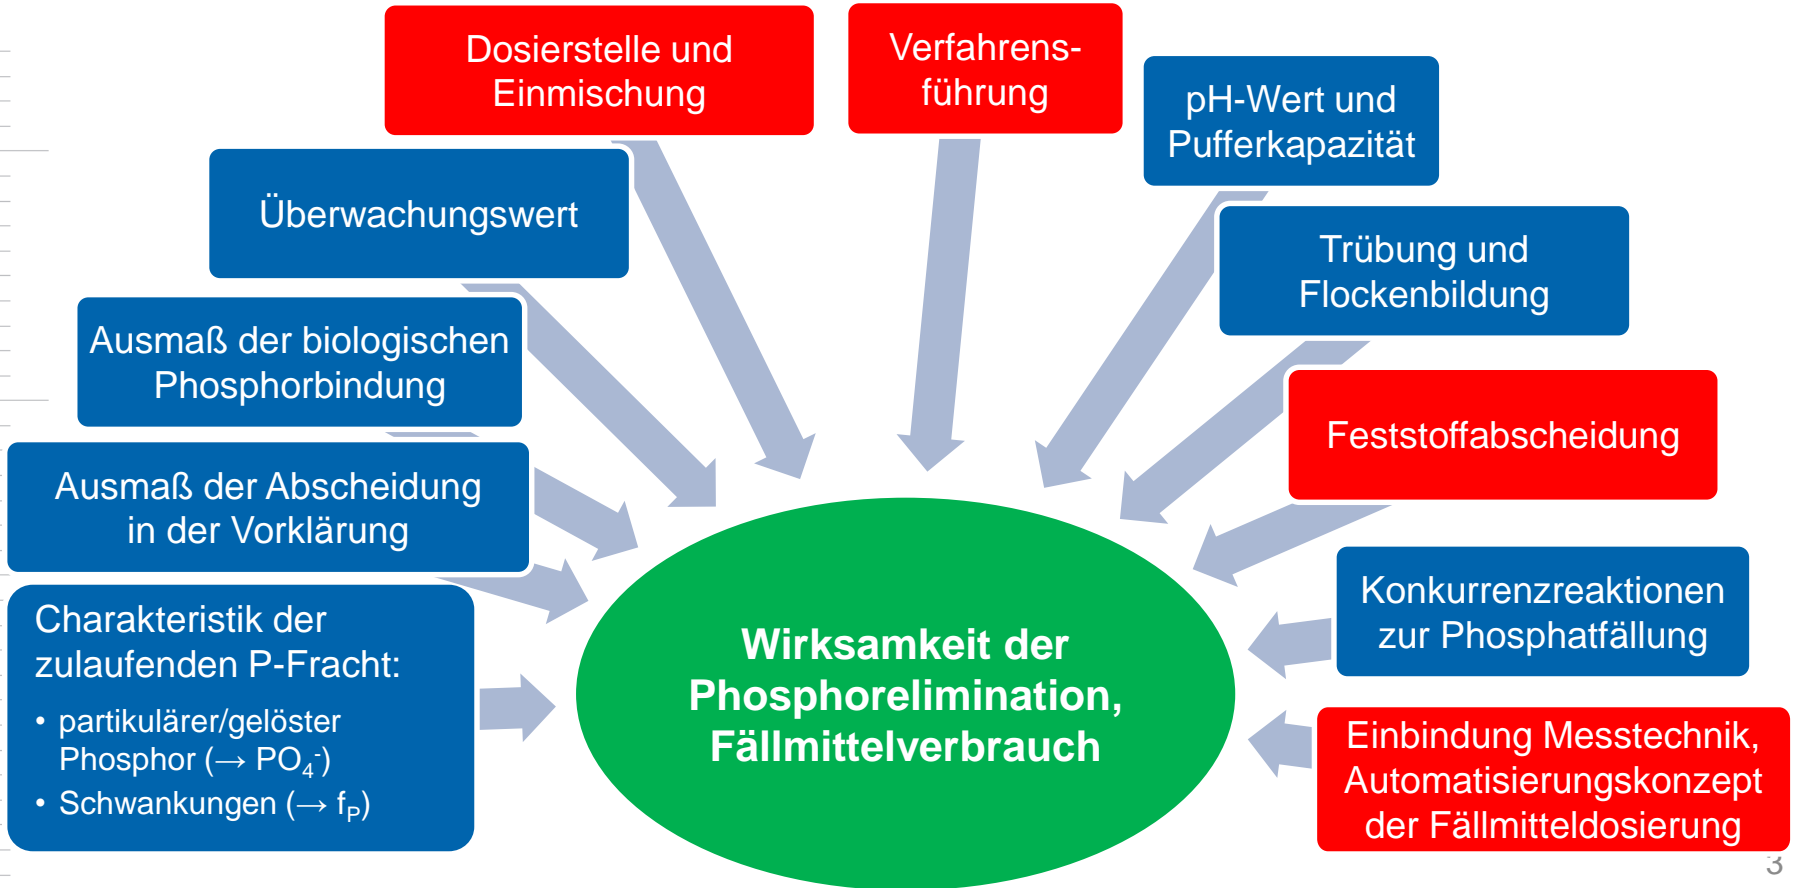 Dosierstelle und
Einmischung
Verfahrens-
führung
pH-Wert und
Pufferkapazität
Überwachungswert
Trübung und
Flockenbildung
Ausmaß der biologischen
Phosphorbindung
Feststoffabscheidung
Ausmaß der Abscheidung
in der Vorklärung
Konkurrenzreaktionen
zur Phosphatfällung
Charakteristik der
zulaufenden P-Fracht:
• partikulärer/gelöster
Phosphor (→ PO₄⁻)
• Schwankungen (→ fₚ)
Wirksamkeit der
Phosphorelimination,
Fällmittelverbrauch
Einbindung Messtechnik,
Automatisierungskonzept
der Fällmitteldosierung
3